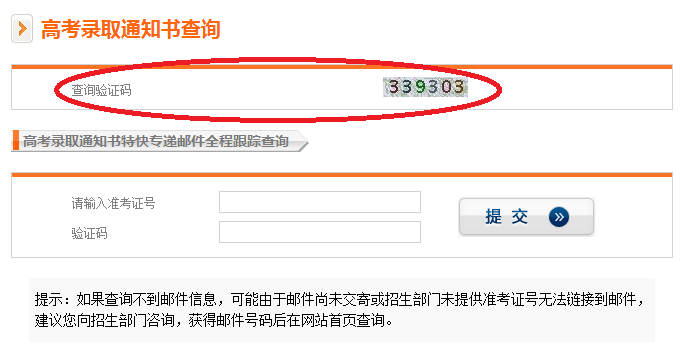 高考录取通知书查询
查询验证码 339303
高考录取通知书特快专递邮件全程跟踪查询
请输入准考证号
提 交
验证码
提示：如果查询不到邮件信息，可能由于邮件尚未交寄或招生部门未提供准考证号无法链接到邮件，
建议您向招生部门咨询，获得邮件号码后在网站首页查询。